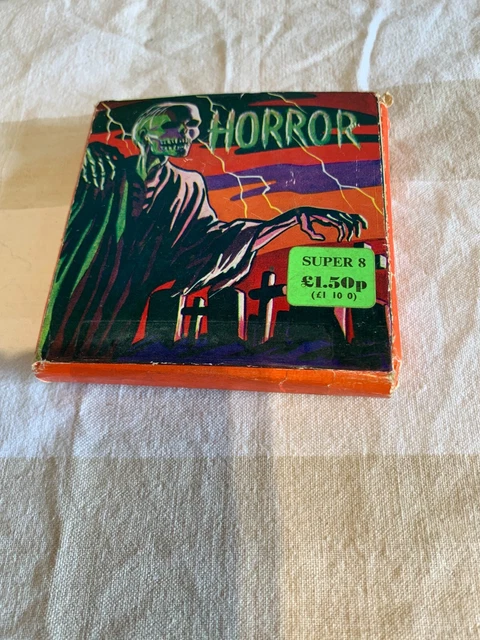 HORROR
SUPER 8
£1.50p
(£1 10 0)